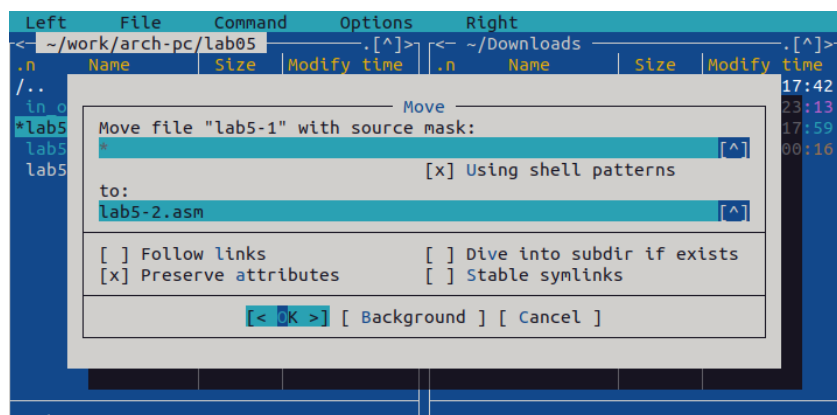 Left File Command Options Right
<─ ~/work/arch-pc/lab05 ─.[^]>
<─ ~/Downloads ─.[^]>
.n Name Size Modify time .n Name Size Modify time
/.. 17:42
in_o 23:13
*lab5 17:59
lab5 00:16
lab5
Move
Move file "lab5-1" with source mask:
* [^]
[x] Using shell patterns
to:
lab5-2.asm [^]
[ ] Follow links [ ] Dive into subdir if exists
[x] Preserve attributes [ ] Stable symlinks
[< OK >] [ Background ] [ Cancel ]